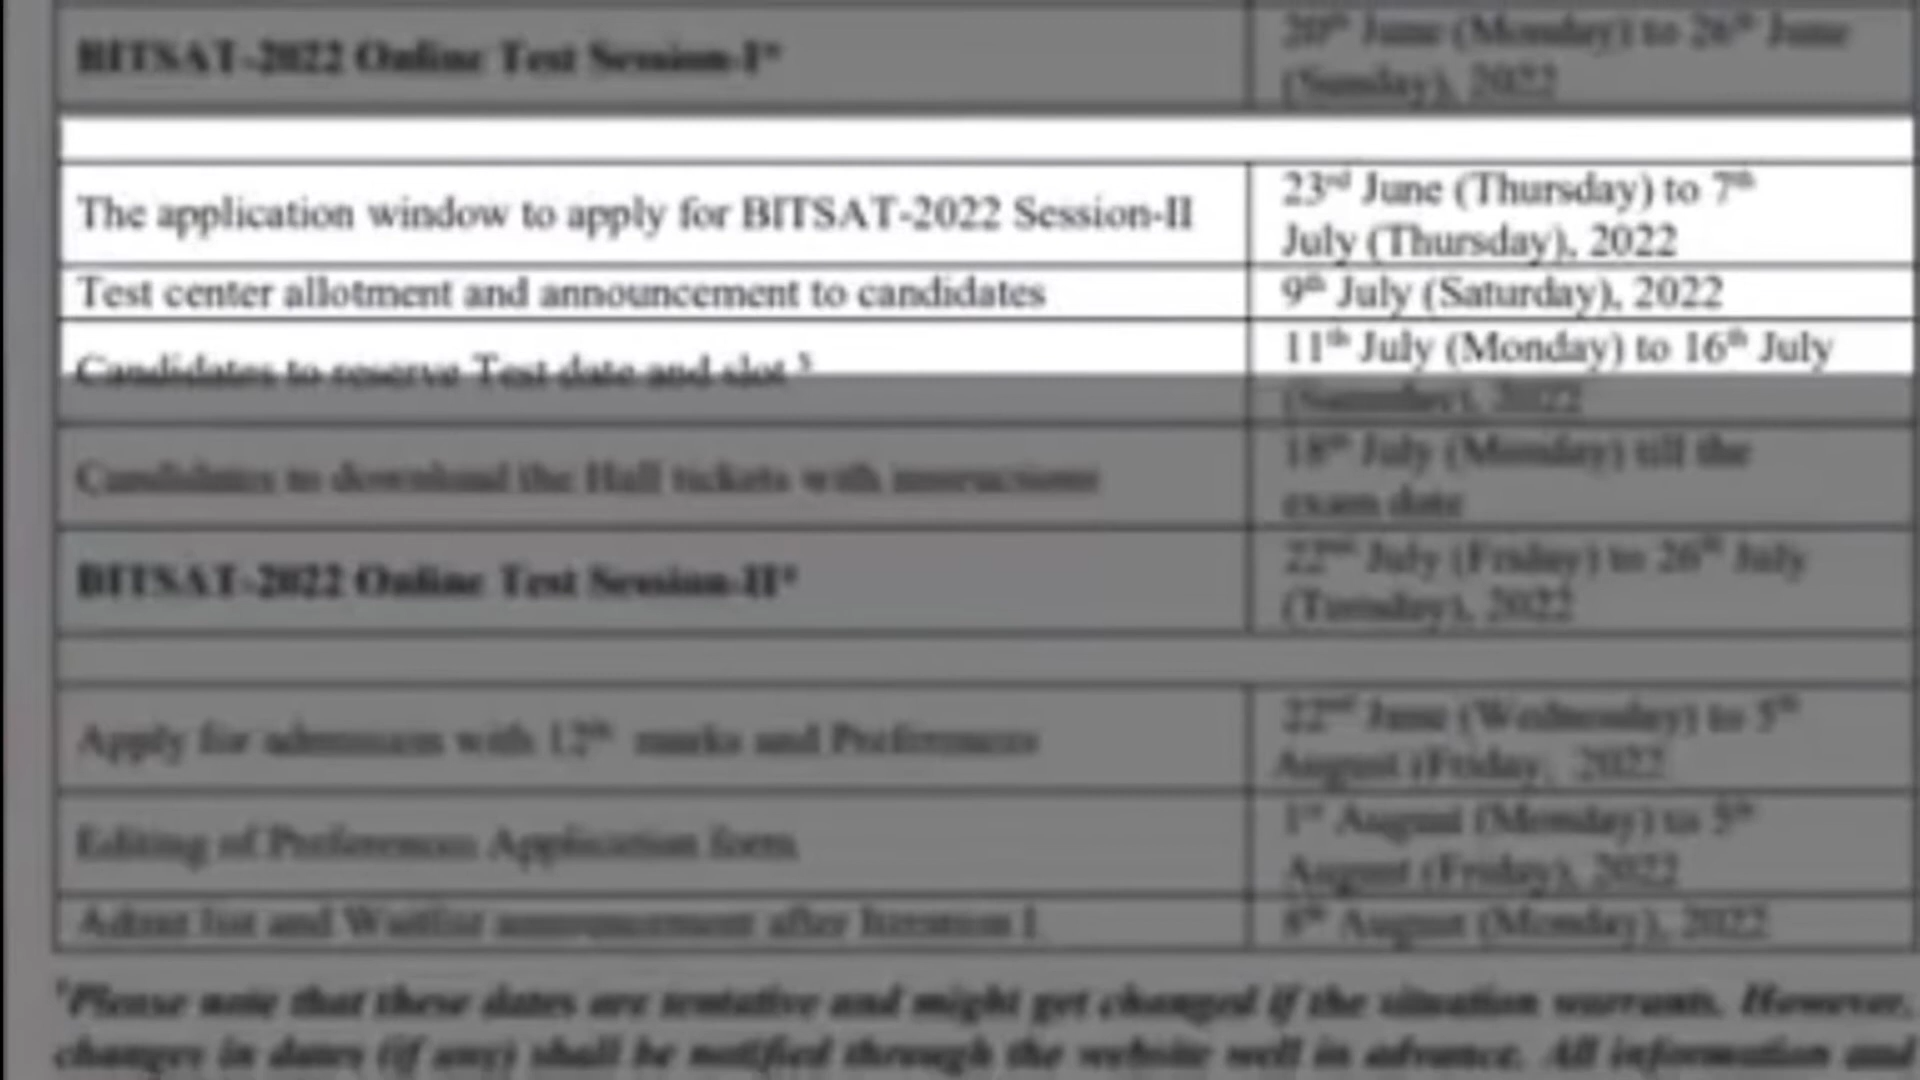 BITSAT-2022 Online Test Session-I*
20th June (Monday) to 26th June
(Sunday), 2022
The application window to apply for BITSAT-2022 Session-II
23rd June (Thursday) to 7th
July (Thursday), 2022
Test center allotment and announcement to candidates
9th July (Saturday), 2022
Candidates to reserve Test date and slot
11th July (Monday) to 16th July
(Saturday), 2022
Candidates to download the Hall tickets with instructions
18th July (Monday) till the
exam date
BITSAT-2022 Online Test Session-II*
22nd July (Friday) to 26th July
(Tuesday), 2022
Apply for admission with 12th marks and Preferences
22nd June (Wednesday) to 5th
August (Friday, 2022
Editing of Preferences Application form
1st August (Monday) to 5th
August (Friday), 2022
Admit list and Waitlist announcement after Iteration I
8th August (Monday), 2022
Please note that these dates are tentative and might get changed if the situation warrants. However,
changes in dates (if any) shall be notified through the website well in advance. All information and